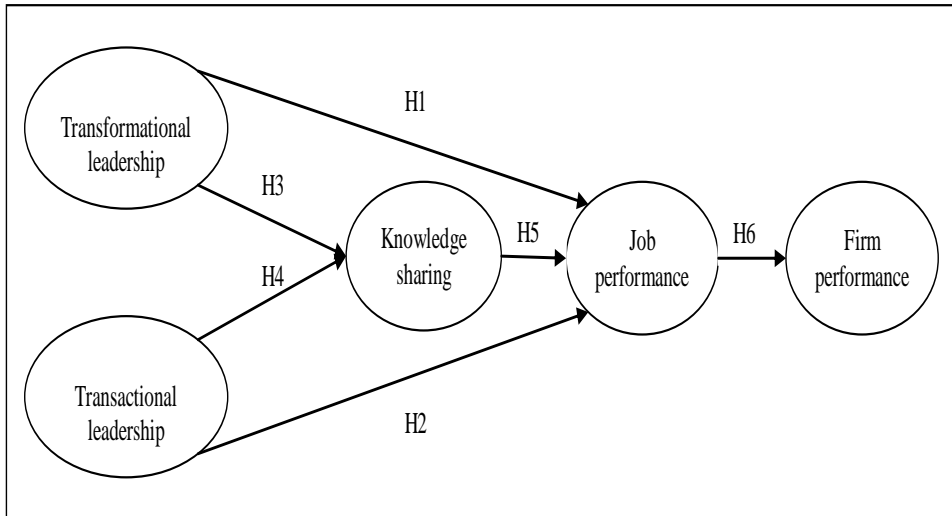 H1
Transformational
leadership
H3
Knowledge
sharing
H5
Job
performance
H6
Firm
performance
H4
Transactional
leadership
H2